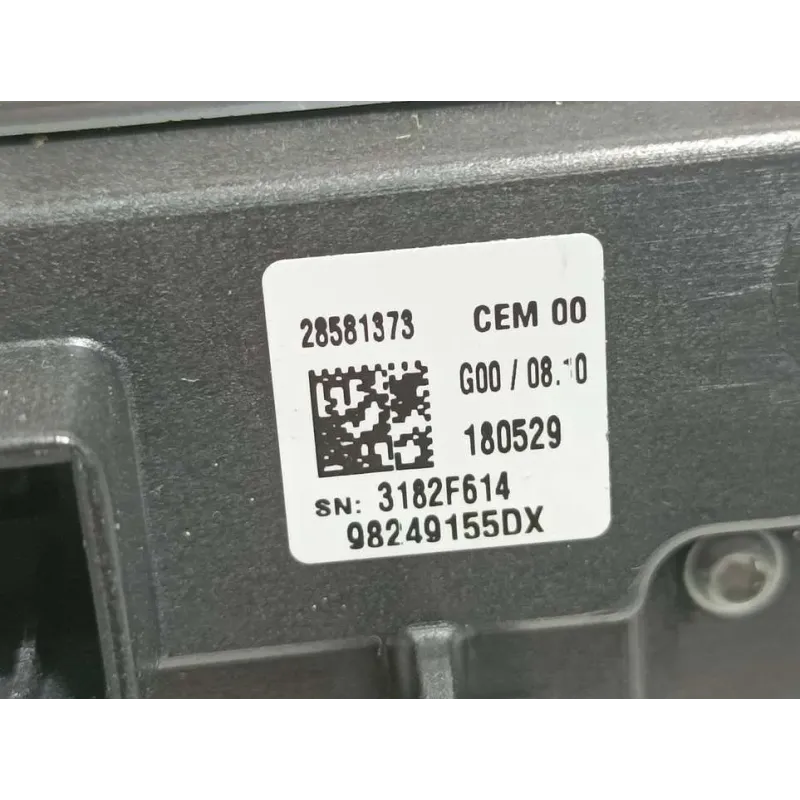 28581373
CEM 00
G00 / 08.10
180529
SN: 3182F614
98249155DX